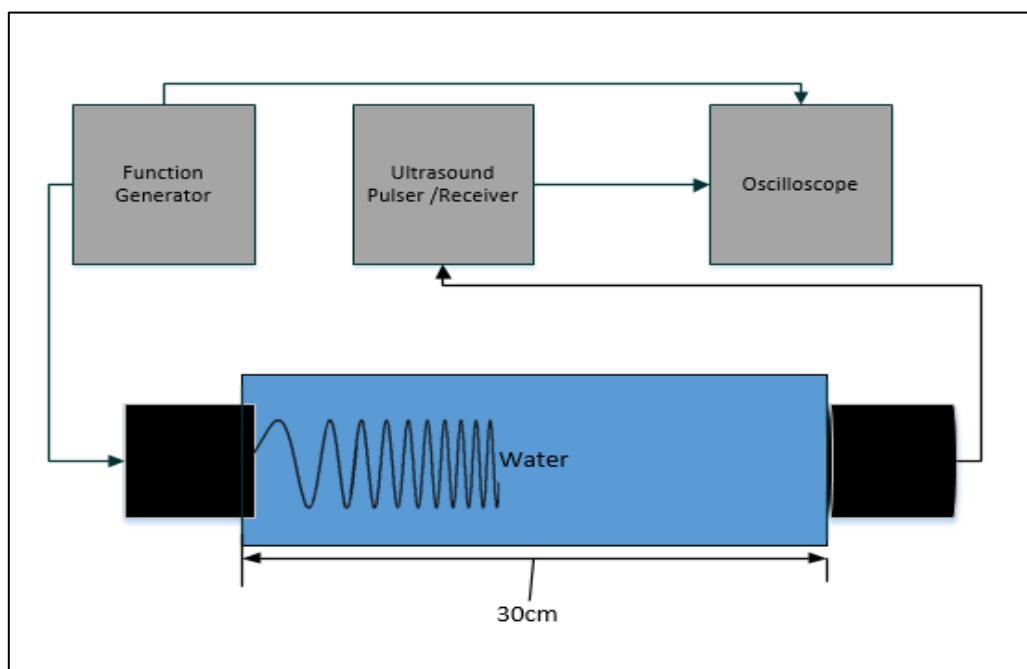 Function
Generator
Ultrasound
Pulser /Receiver
Oscilloscope
Water
30cm